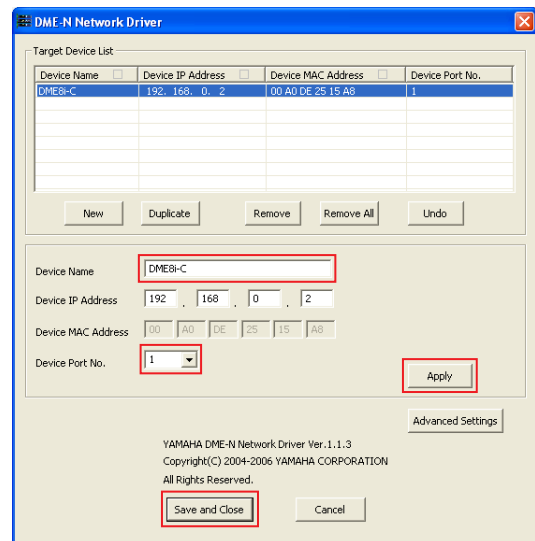 DME-N Network Driver
Target Device List
Device Name Device IP Address Device MAC Address Device Port No.
DME8i-C 192. 168. 0. 2 00 A0 DE 25 15 A8 1
New Duplicate Remove Remove All Undo
Device Name DME8i-C
Device IP Address 192 . 168 . 0 . 2
Device MAC Address 00 A0 DE 25 15 A8
Device Port No. 1
Apply
Advanced Settings
YAMAHA DME-N Network Driver Ver.1.1.3
Copyright(C) 2004-2006 YAMAHA CORPORATION
All Rights Reserved.
Save and Close Cancel